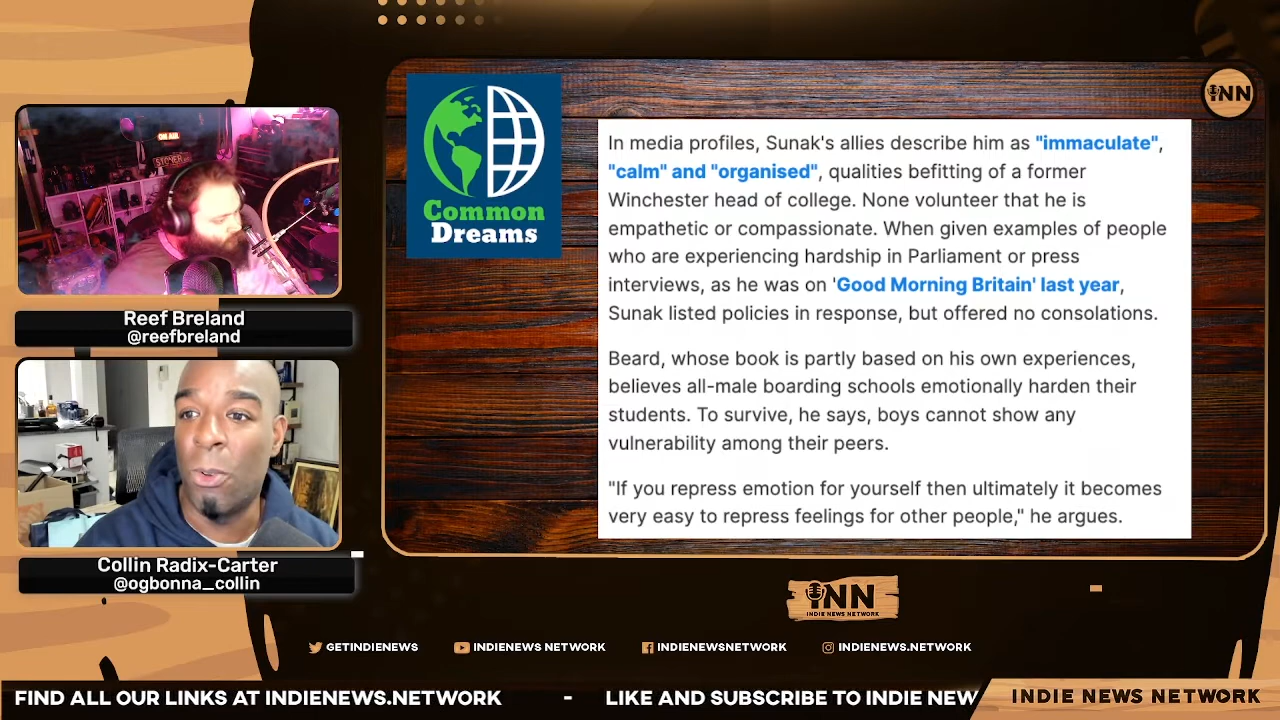 ON AIR
Reef Breland
@reefbreland
Collin Radix-Carter
@ogbonna_collin
Common
Dreams
INN
In media profiles, Sunak's allies describe him as "immaculate",
"calm" and "organised", qualities befitting of a former
Winchester head of college. None volunteer that he is
empathetic or compassionate. When given examples of people
who are experiencing hardship in Parliament or press
interviews, as he was on 'Good Morning Britain' last year,
Sunak listed policies in response, but offered no consolations.
Beard, whose book is partly based on his own experiences,
believes all-male boarding schools emotionally harden their
students. To survive, he says, boys cannot show any
vulnerability among their peers.
"If you repress emotion for yourself then ultimately it becomes
very easy to repress feelings for other people," he argues.
INN
INDIE NEWS NETWORK
GETINDIENEWS
INDIENEWS NETWORK
INDIENEWSNETWORK
INDIENEWS.NETWORK
FIND ALL OUR LINKS AT INDIENEWS.NETWORK - LIKE AND SUBSCRIBE TO INDIE NEW
INDIE NEWS NETWORK